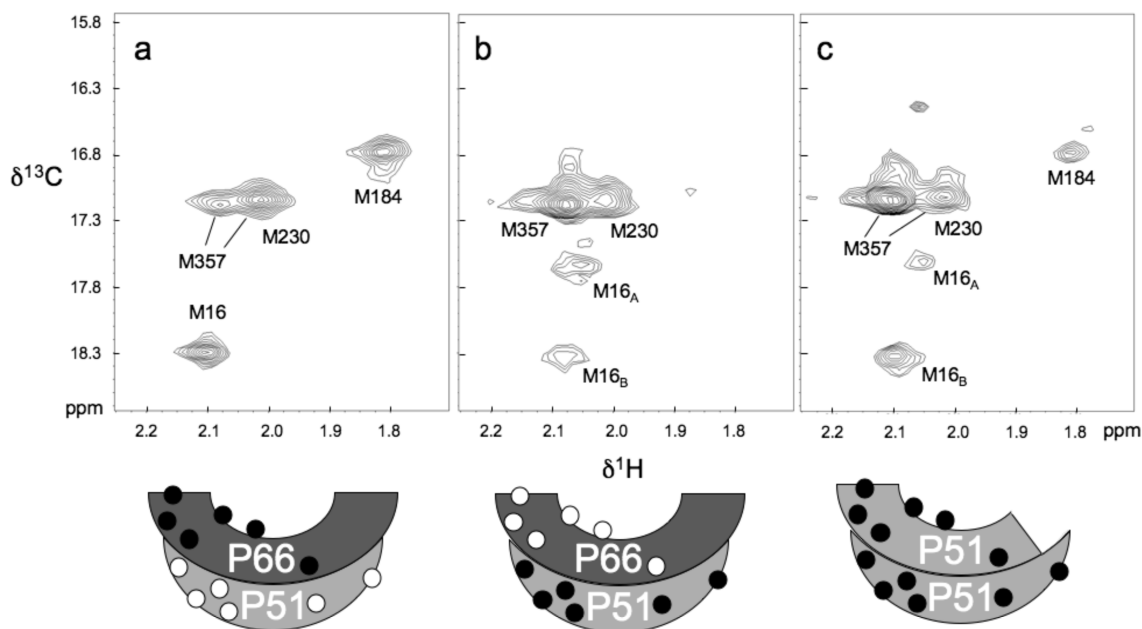 a
b
c
15.8
16.3
16.8
17.3
17.8
18.3
ppm
δ¹³C
M184
M357
M230
M16
M357
M230
M16A
M16B
M184
M357
M230
M16A
M16B
2.2 2.1 2.0 1.9 1.8
2.2 2.1 2.0 1.9 1.8
2.2 2.1 2.0 1.9 1.8 ppm
δ¹H
P66
P51
P66
P51
P51
P51